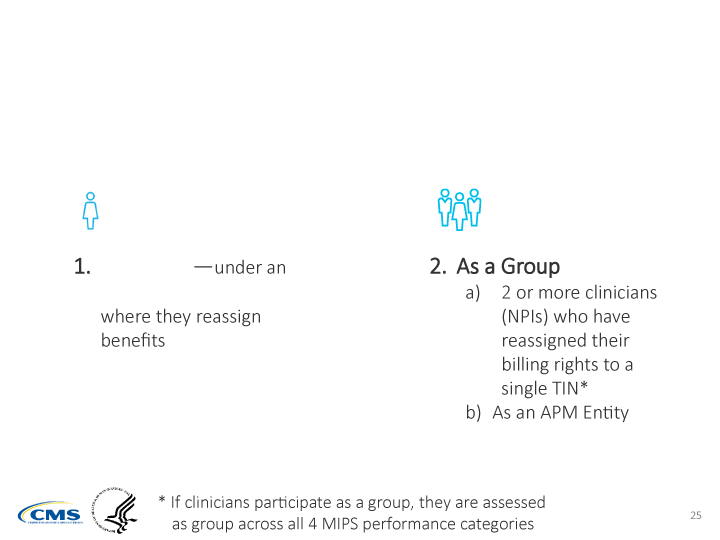 1. —under an
where they reassign
benefits
2. As a Group
a) 2 or more clinicians
(NPIs) who have
reassigned their
billing rights to a
single TIN*
b) As an APM Entity
* If clinicians participate as a group, they are assessed
as group across all 4 MIPS performance categories
CMS
25